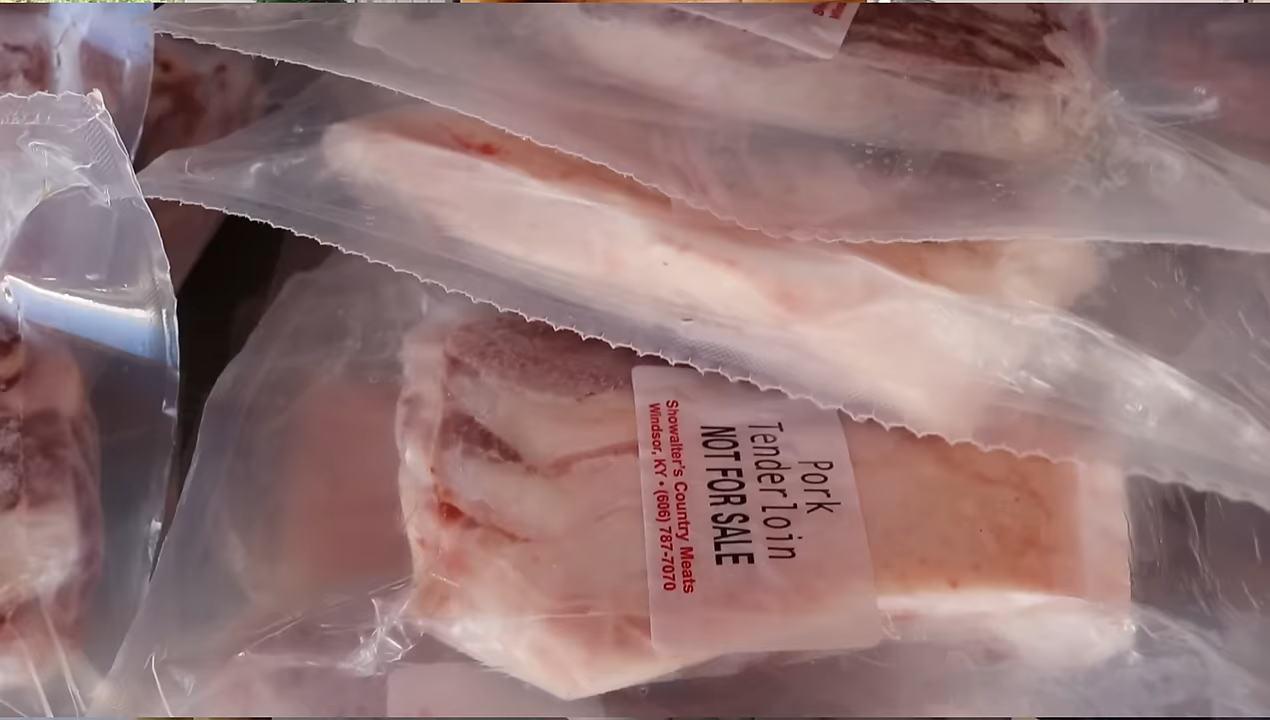 Pork
Tenderloin
NOT FOR SALE
Showalter's Country Meats
Windsor, KY • (606) 787-7070